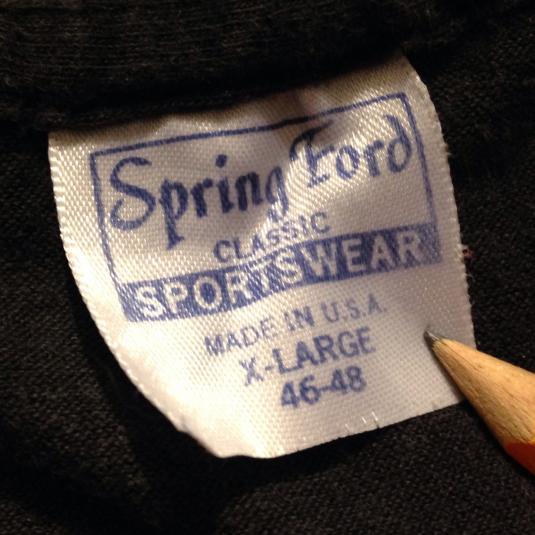 Spring Ford
CLASSIC
SPORTSWEAR
MADE IN U.S.A.
X-LARGE
46-48